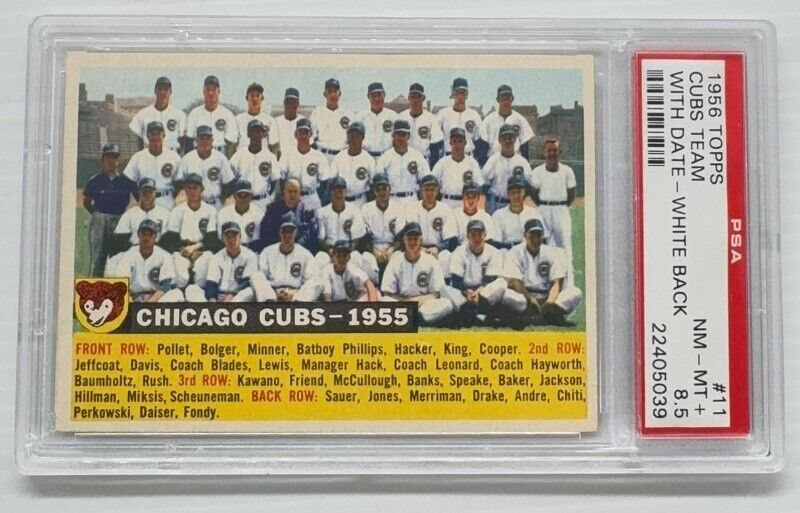 CHICAGO CUBS - 1955
FRONT ROW: Pollet, Bolger, Minner, Batboy Phillips, Hacker, King, Cooper. 2nd ROW:
Jeffcoat, Davis, Coach Blades, Lewis, Manager Hack, Coach Leonard, Coach Hayworth,
Baumholtz, Rush. 3rd ROW: Kawano, Friend, McCullough, Banks, Speake, Baker, Jackson,
Hillman, Miksis, Scheuneman. BACK ROW: Sauer, Jones, Merriman, Drake, Andre, Chiti,
Perkowski, Daiser, Fondy.
1956 TOPPS #11
CUBS TEAM NM - MT +
WITH DATE - WHITE BACK 8.5
22405039
PSA